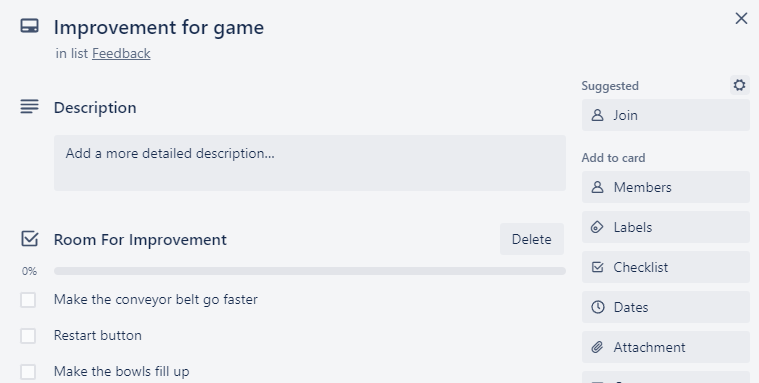 Improvement for game
in list Feedback
Description
Add a more detailed description...
Room For Improvement
Delete
0%
Make the conveyor belt go faster
Restart button
Make the bowls fill up
Suggested
Join
Add to card
Members
Labels
Checklist
Dates
Attachment